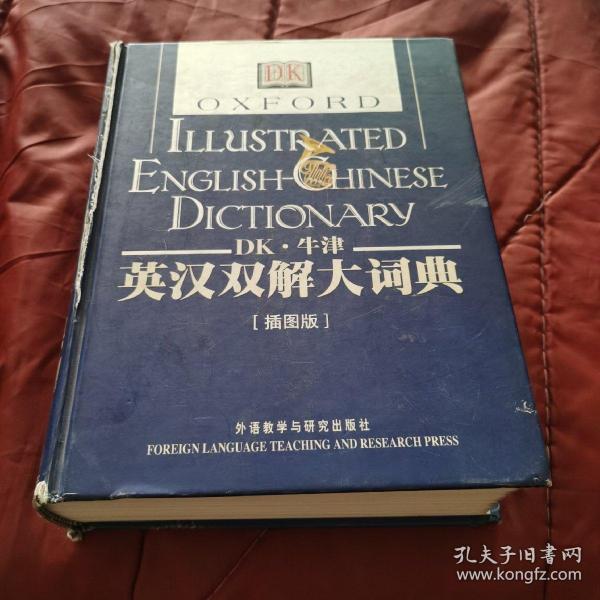 DK
OXFORD
ILLUSTRATED
ENGLISH-CHINESE
DICTIONARY
DK·牛津
英汉双解大词典
[插图版]
外语教学与研究出版社
FOREIGN LANGUAGE TEACHING AND RESEARCH PRESS
孔夫子旧书网
www.kongfz.com